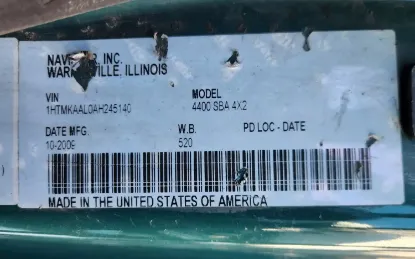 NAV , INC.
WAR VILLE, ILLINOIS
VIN MODEL
1HTMKAAL0AH245140 4400 SBA 4X2
DATE MFG. W.B. PD LOC - DATE
10-2009 520
MADE IN THE UNITED STATES OF AMERICA